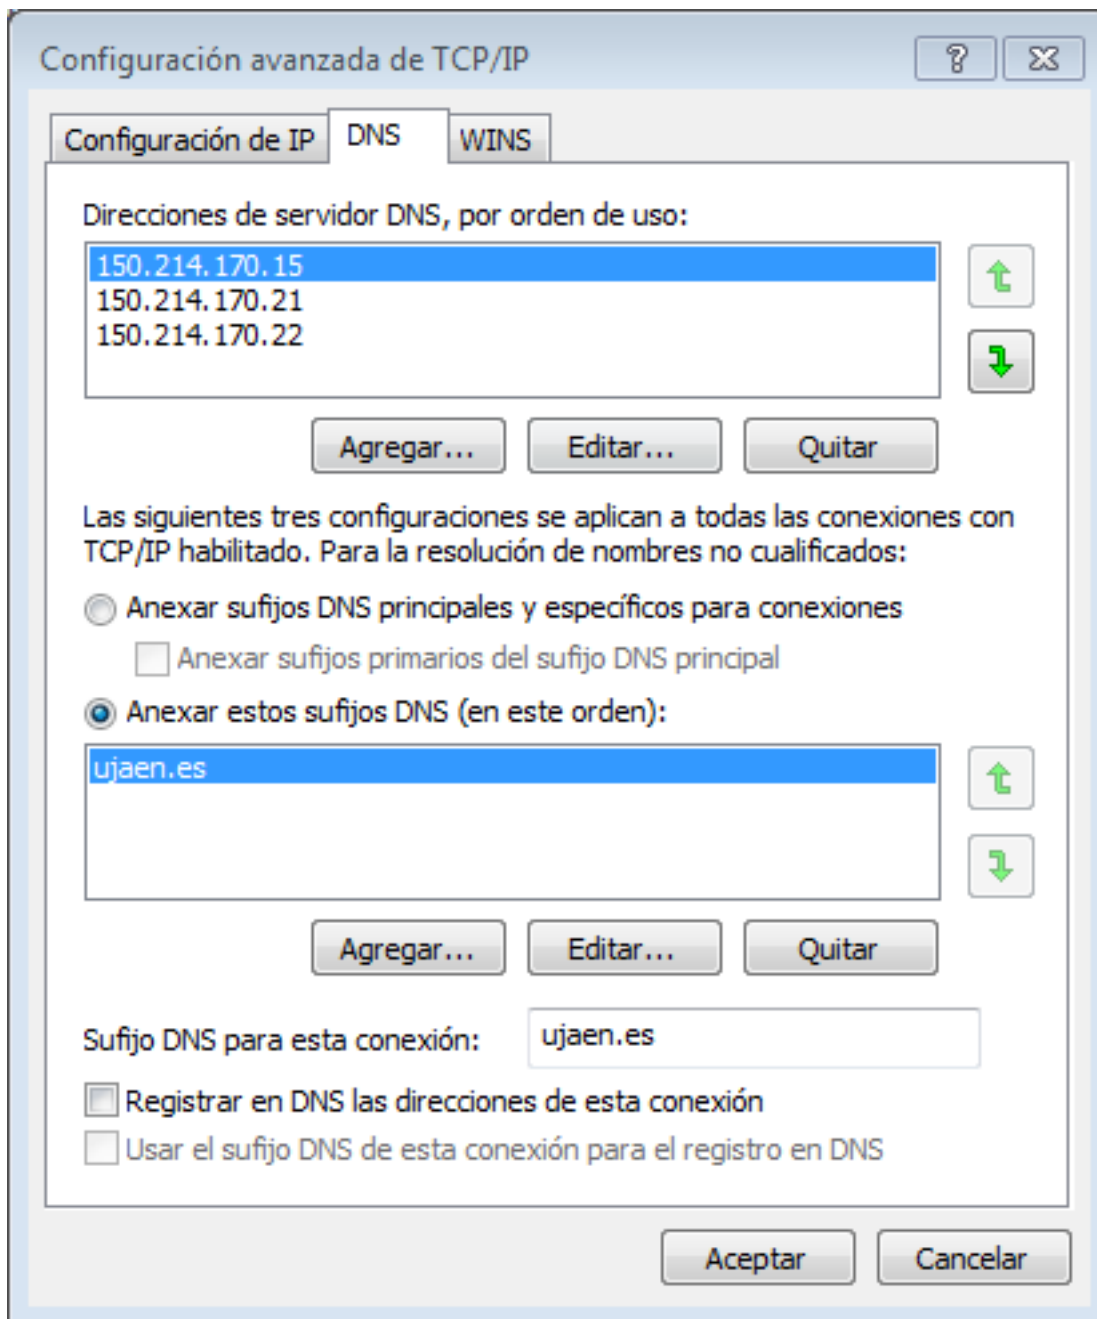 Configuración avanzada de TCP/IP
Configuración de IP DNS WINS
Direcciones de servidor DNS, por orden de uso:
150.214.170.15
150.214.170.21
150.214.170.22
Agregar... Editar... Quitar
Las siguientes tres configuraciones se aplican a todas las conexiones con
TCP/IP habilitado. Para la resolución de nombres no cualificados:
Anexar sufijos DNS principales y específicos para conexiones
Anexar sufijos primarios del sufijo DNS principal
Anexar estos sufijos DNS (en este orden):
ujaen.es
Agregar... Editar... Quitar
Sufijo DNS para esta conexión: ujaen.es
Registrar en DNS las direcciones de esta conexión
Usar el sufijo DNS de esta conexión para el registro en DNS
Aceptar Cancelar